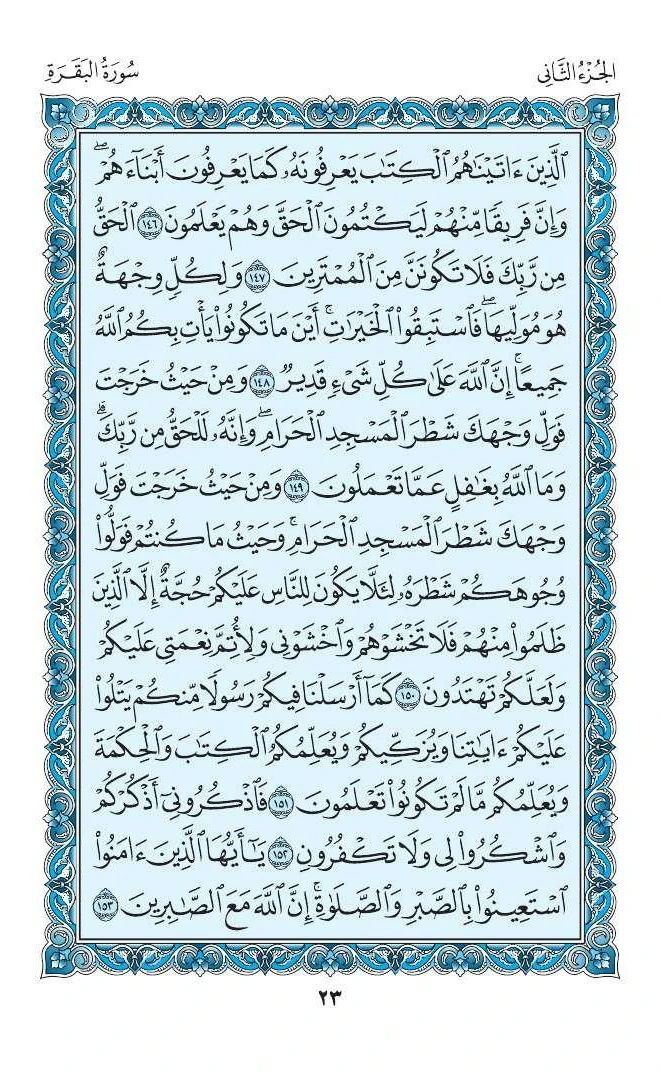 الجُزْءُ الثَّانِي
سُورَةُ البَقَرَةِ
ٱلَّذِينَ ءَاتَيْنَٰهُمُ ٱلْكِتَٰبَ يَعْرِفُونَهُۥ كَمَا يَعْرِفُونَ أَبْنَآءَهُمْۖ
وَإِنَّ فَرِيقًا مِّنْهُمْ لَيَكْتُمُونَ ٱلْحَقَّ وَهُمْ يَعْلَمُونَ ١٤٦ ٱلْحَقُّ
مِن رَّبِّكَ فَلَا تَكُونَنَّ مِنَ ٱلْمُمْتَرِينَ ١٤٧ وَلِكُلٍّ وِجْهَةٌ
هُوَ مُوَلِّيهَاۖ فَٱسْتَبِقُوا۟ ٱلْخَيْرَٰتِۚ أَيْنَ مَا تَكُونُوا۟ يَأْتِ بِكُمُ ٱللَّهُ
جَمِيعًاۚ إِنَّ ٱللَّهَ عَلَىٰ كُلِّ شَىْءٍ قَدِيرٌ ١٤٨ وَمِنْ حَيْثُ خَرَجْتَ
فَوَلِّ وَجْهَكَ شَطْرَ ٱلْمَسْجِدِ ٱلْحَرَامِۖ وَإِنَّهُۥ لَلْحَقُّ مِن رَّبِّكَۗ
وَمَا ٱللَّهُ بِغَٰفِلٍ عَمَّا تَعْمَلُونَ ١٤٩ وَمِنْ حَيْثُ خَرَجْتَ فَوَلِّ
وَجْهَكَ شَطْرَ ٱلْمَسْجِدِ ٱلْحَرَامِۚ وَحَيْثُ مَا كُنتُمْ فَوَلُّوا۟
وُجُوهَكُمْ شَطْرَهُۥ لِئَلَّا يَكُونَ لِلنَّاسِ عَلَيْكُمْ حُجَّةٌ إِلَّا ٱلَّذِينَ
ظَلَمُوا۟ مِنْهُمْ فَلَا تَخْشَوْهُمْ وَٱخْشَوْنِى وَلِأُتِمَّ نِعْمَتِى عَلَيْكُمْ
وَلَعَلَّكُمْ تَهْتَدُونَ ١٥٠ كَمَآ أَرْسَلْنَا فِيكُمْ رَسُولًا مِّنكُمْ يَتْلُوا۟
عَلَيْكُمْ ءَايَٰتِنَا وَيُزَكِّيكُمْ وَيُعَلِّمُكُمُ ٱلْكِتَٰبَ وَٱلْحِكْمَةَ
وَيُعَلِّمُكُم مَّا لَمْ تَكُونُوا۟ تَعْلَمُونَ ١٥١ فَٱذْكُرُونِىٓ أَذْكُرْكُمْ
وَٱشْكُرُوا۟ لِى وَلَا تَكْفُرُونِ ١٥٢ يَٰٓأَيُّهَا ٱلَّذِينَ ءَامَنُوا۟
ٱسْتَعِينُوا۟ بِٱلصَّبْرِ وَٱلصَّلَوٰةِۚ إِنَّ ٱللَّهَ مَعَ ٱلصَّٰبِرِينَ ١٥٣
٢٣